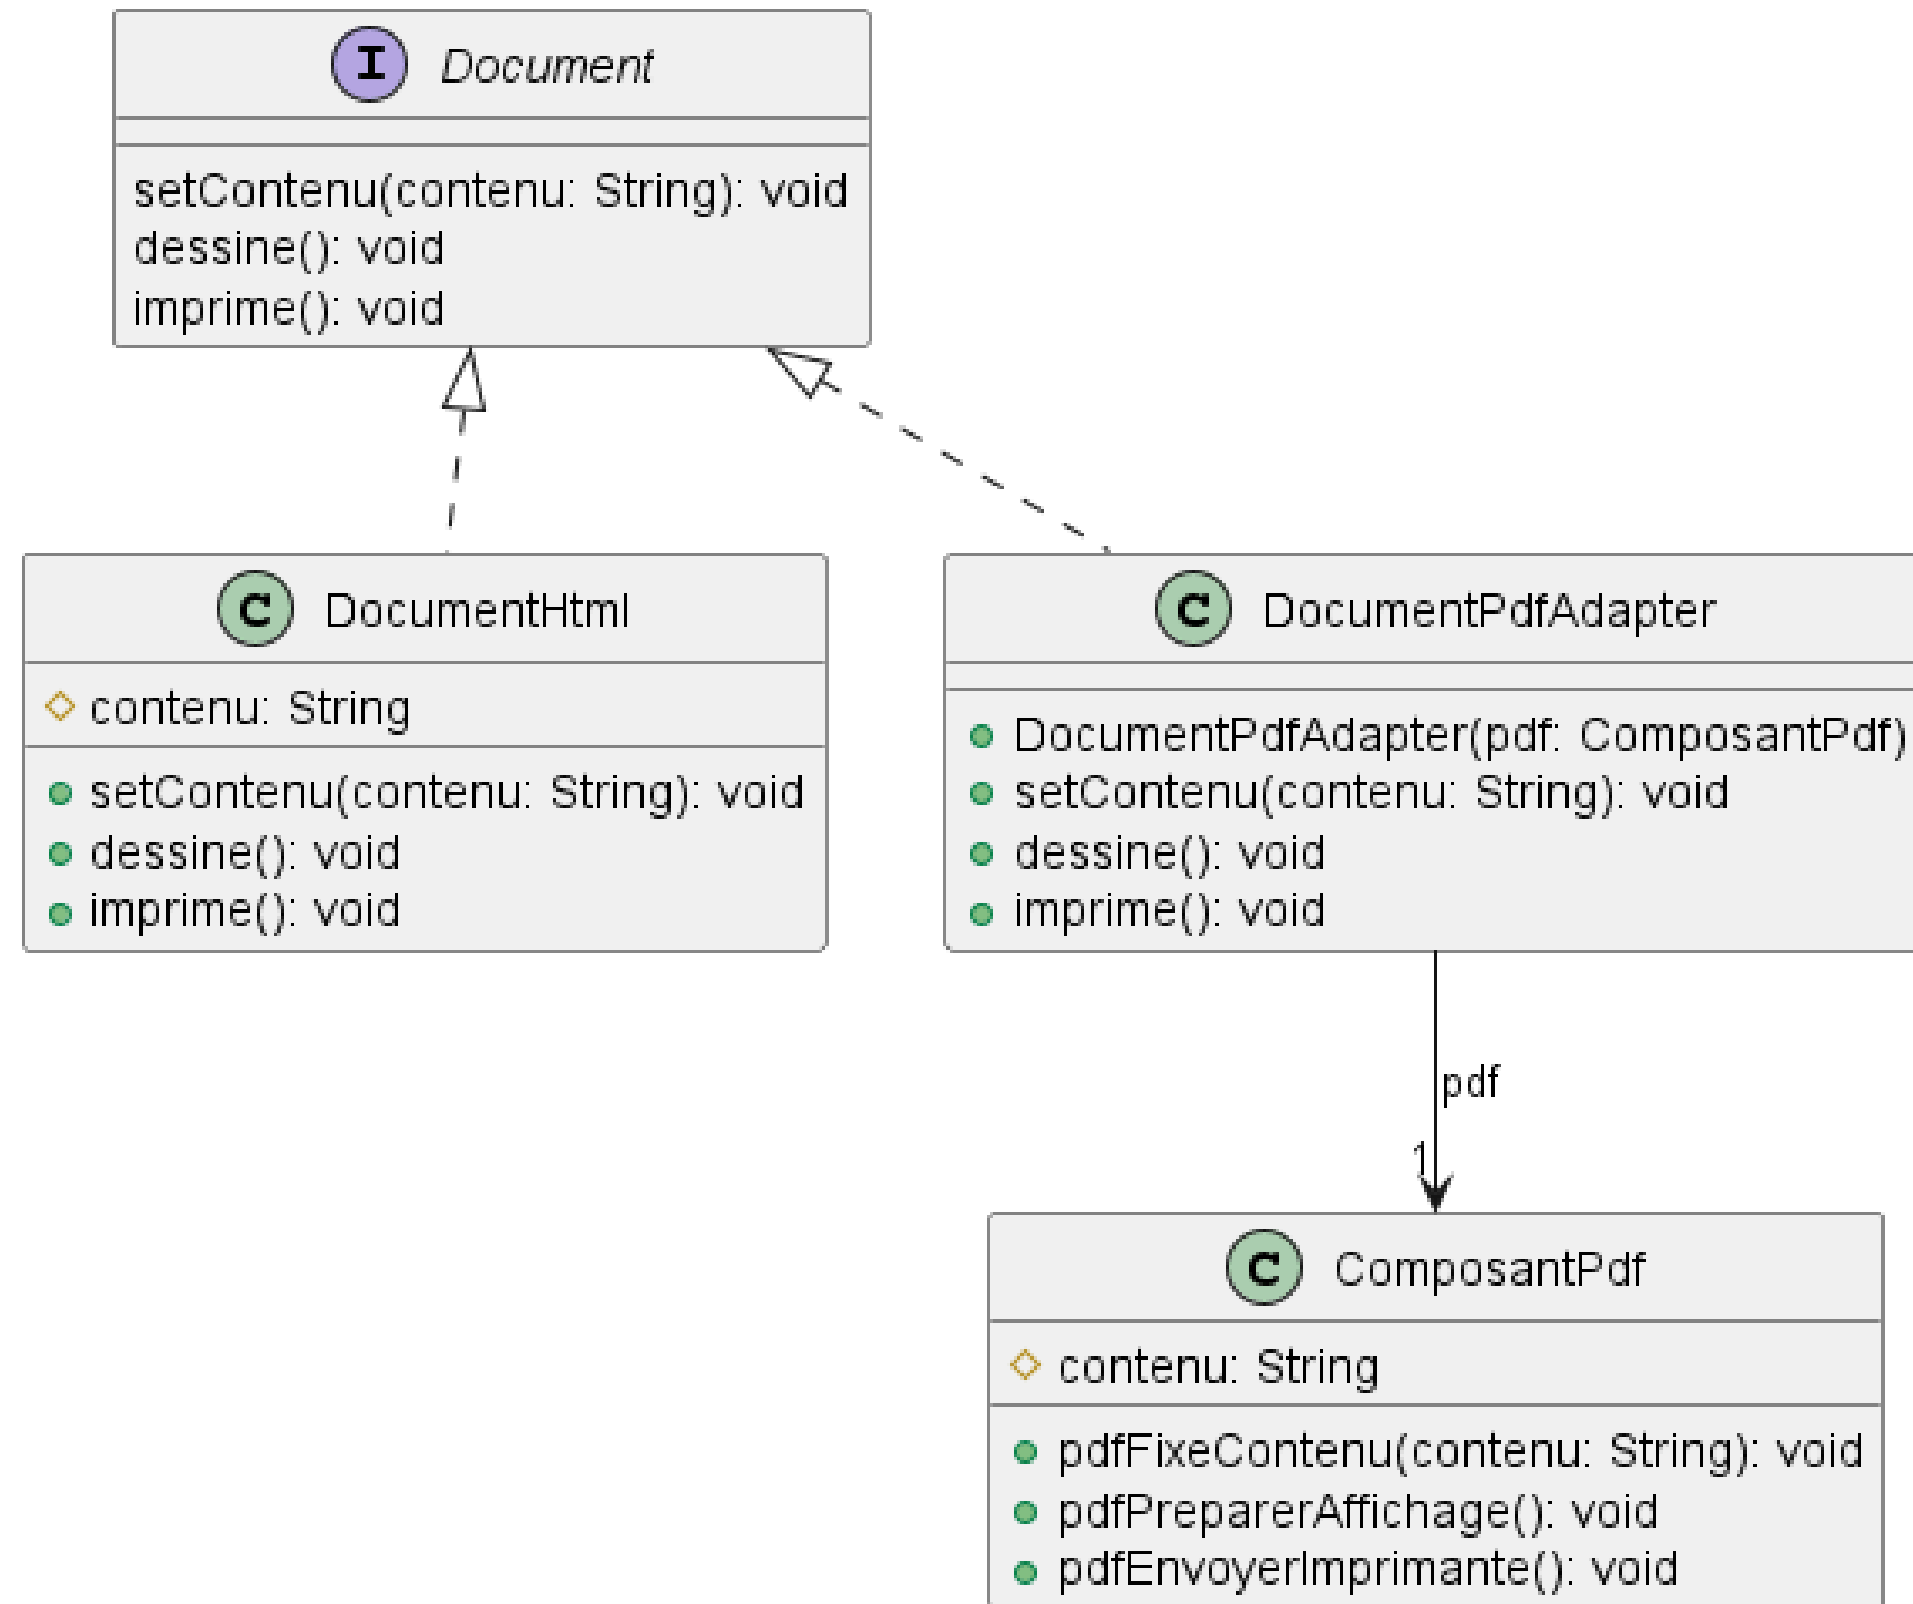 I Document
setContenu(contenu: String): void
dessine(): void
imprime(): void
C DocumentHtml
contenu: String
setContenu(contenu: String): void
dessine(): void
imprime(): void
C DocumentPdfAdapter
DocumentPdfAdapter(pdf: ComposantPdf)
setContenu(contenu: String): void
dessine(): void
imprime(): void
pdf
1
C ComposantPdf
contenu: String
pdfFixeContenu(contenu: String): void
pdfPreparerAffichage(): void
pdfEnvoyerImprimante(): void